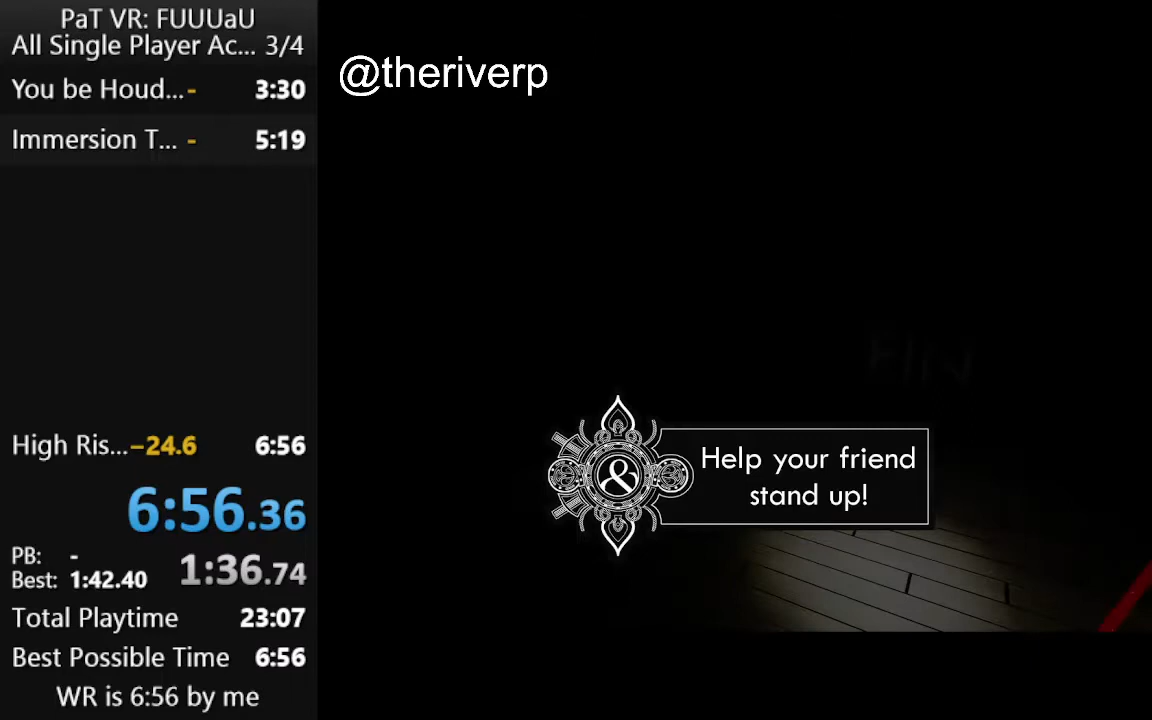 PaT VR: FUUUaU
All Single Player Ac... 3/4
You be Houd...- 3:30
Immersion T... - 5:19
High Ris...−24.6 6:56
6:56.36
PB: -
Best: 1:42.40 1:36.74
Total Playtime 23:07
Best Possible Time 6:56
WR is 6:56 by me
@theriverp
FIN
&
Help your friend
stand up!